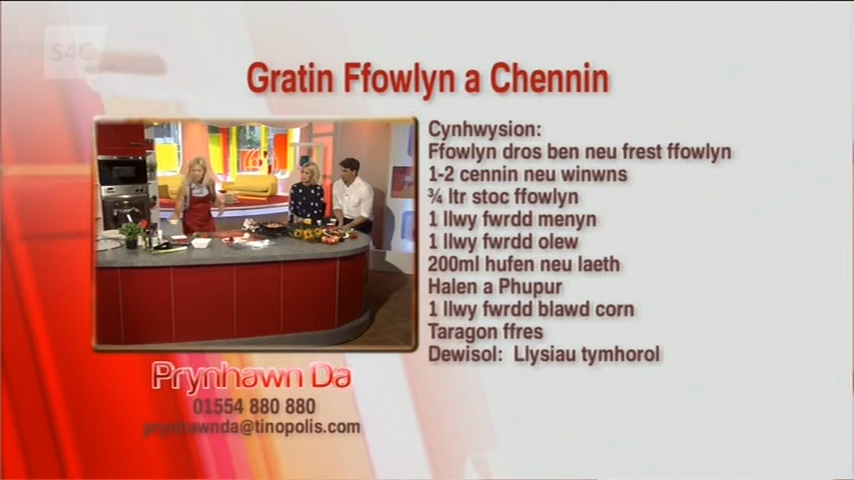 S4C
Gratin Ffowlyn a Chennin
Cynhwysion:
Ffowlyn dros ben neu frest ffowlyn
1-2 cennin neu winwns
¾ ltr stoc ffowlyn
1 llwy fwrdd menyn
1 llwy fwrdd olew
200ml hufen neu laeth
Halen a Phupur
1 llwy fwrdd blawd corn
Taragon ffres
Dewisol: Llysiau tymhorol
Prynhawn Da
01554 880 880
prynhawnda@tinopolis.com